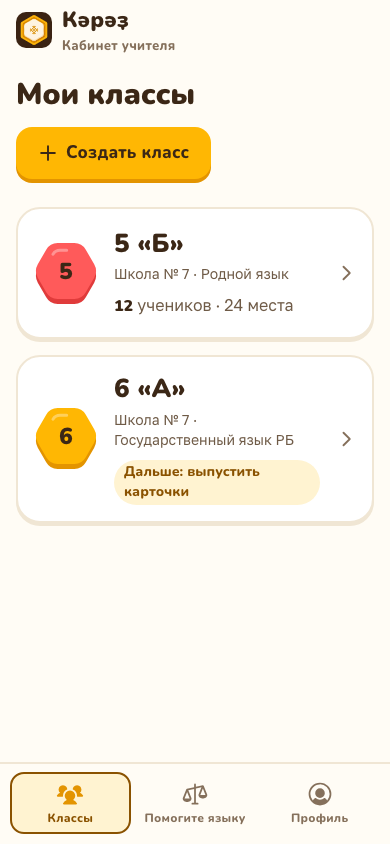 Кәрәҙ
Кабинет учителя
Мои классы
Создать класс
5
5 «Б»
Школа № 7 · Родной язык
12 учеников · 24 места
6
6 «А»
Школа № 7 ·
Государственный язык РБ
Дальше: выпустить
карточки
Классы
Помогите языку
Профиль